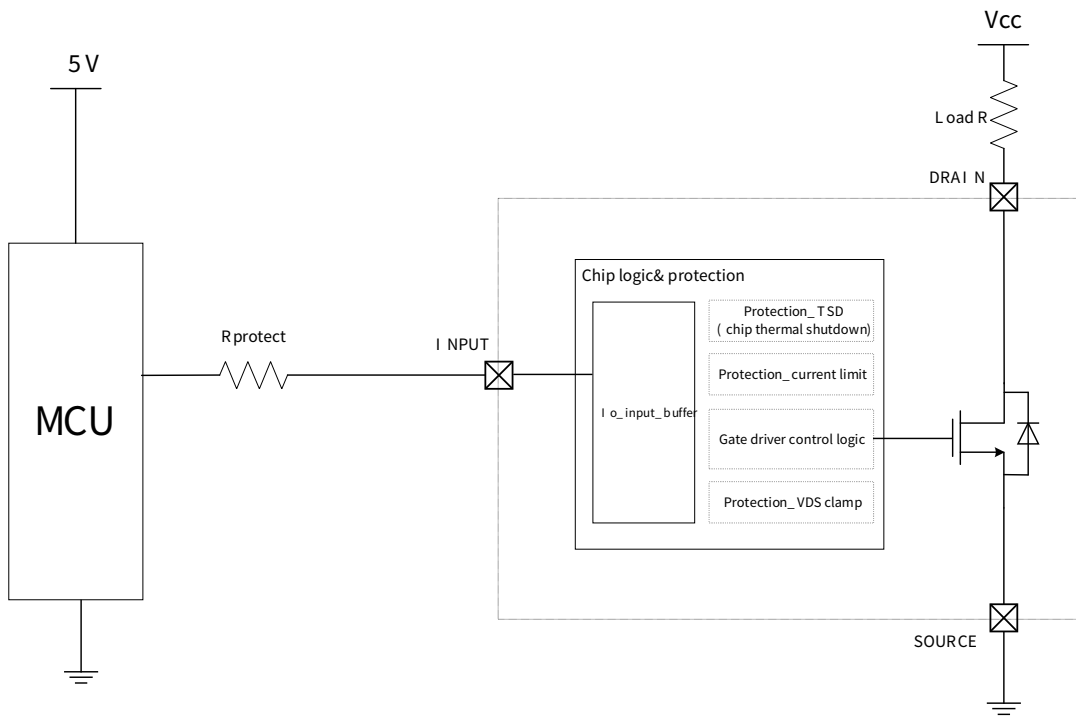 Vcc
5V
Load R
DRAIN
Chip logic& protection
Protection_TSD
( chip thermal shutdown)
Rprotect
INPUT
Protection_current limit
MCU
Io_input_buffer
Gate driver control logic
Protection_VDS clamp
SOURCE